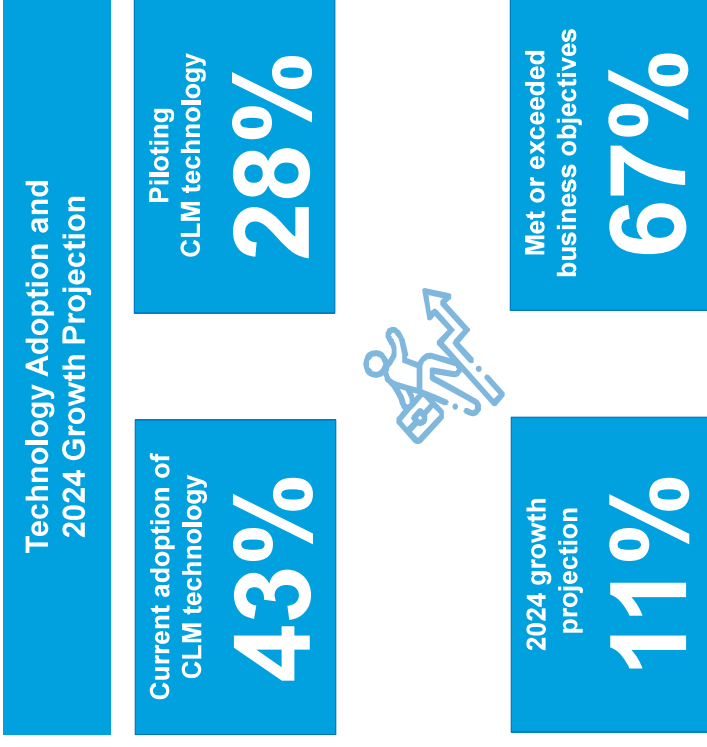 Technology Adoption and
2024 Growth Projection
Current adoption of
CLM technology
43%
Piloting
CLM technology
28%
2024 growth
projection
11%
Met or exceeded
business objectives
67%